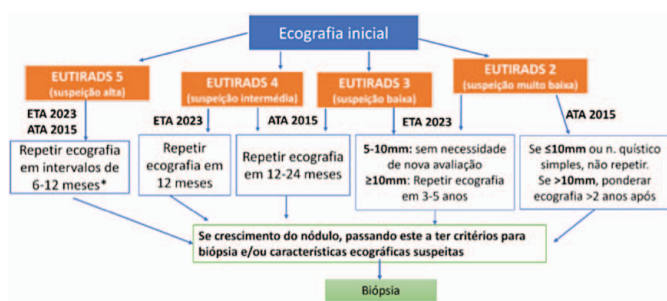 Ecografia inicial
EUTIRADS 5
(suspeição alta)
EUTIRADS 4
(suspeição intermédia)
EUTIRADS 3
(suspeição baixa)
EUTIRADS 2
(suspeição muito baixa)
ETA 2023
ATA 2015
ETA 2023
ATA 2015
ETA 2023
ATA 2015
Repetir ecografia
em intervalos de
6-12 meses*
Repetir
ecografia em
12 meses
Repetir ecografia
em 12-24 meses
5-10mm: sem necessidade
de nova avaliação
≥10mm: Repetir ecografia
em 3-5 anos
Se ≤10mm ou n. quístico
simples, não repetir.
Se >10mm, ponderar
ecografia >2 anos após
Se crescimento do nódulo, passando este a ter critérios para
biópsia e/ou características ecográficas suspeitas
Biópsia